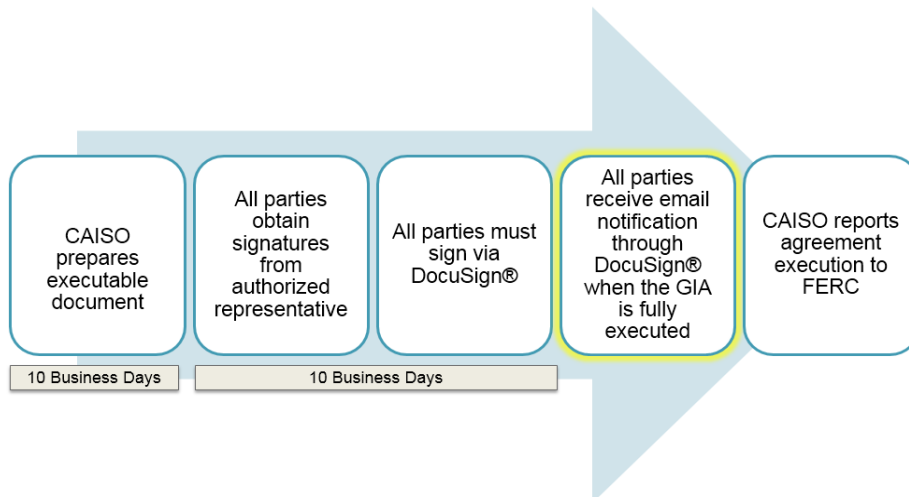 CAISO
prepares
executable
document
All parties
obtain
signatures
from
authorized
representative
All parties must
sign via
DocuSign®
All parties
receive email
notification
through
DocuSign®
when the GIA
is fully
executed
CAISO reports
agreement
execution to
FERC
10 Business Days
10 Business Days